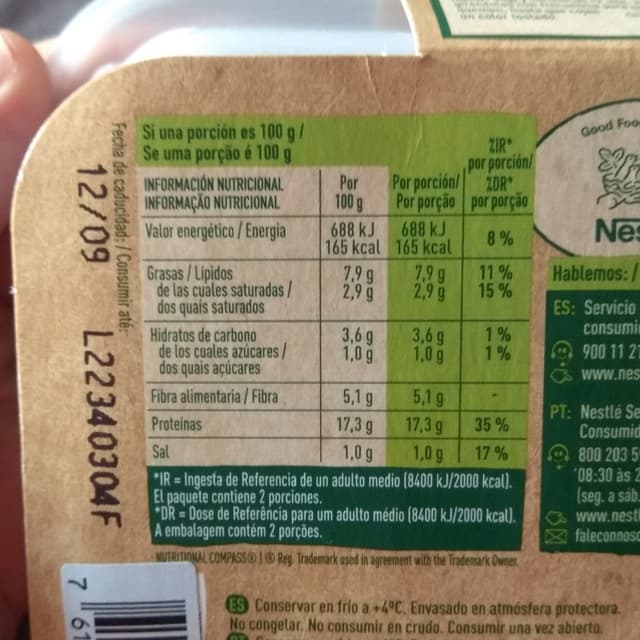 Si una porción es 100 g /
Se uma porção é 100 g
%IR*
por porción/
%DR*
por porção
INFORMACIÓN NUTRICIONAL
INFORMAÇÃO NUTRICIONAL
Por
100 g
Por porción/
Por porção
Valor energético / Energia 688 kJ 688 kJ 8 %
165 kcal 165 kcal
Grasas / Lípidos 7,9 g 7,9 g 11 %
de las cuales saturadas / 2,9 g 2,9 g 15 %
dos quais saturados
Hidratos de carbono 3,6 g 3,6 g 1 %
de los cuales azúcares / 1,0 g 1,0 g 1 %
dos quais açúcares
Fibra alimentaria / Fibra 5,1 g 5,1 g -
Proteínas 17,3 g 17,3 g 35 %
Sal 1,0 g 1,0 g 17 %
*IR = Ingesta de Referencia de un adulto medio (8400 kJ/2000 kcal).
El paquete contiene 2 porciones.
*DR = Dose de Referência para um adulto médio (8400 kJ/2000 kcal).
A embalagem contém 2 porções.
NUTRITIONAL COMPASS® | ® Reg. Trademark used in agreement with the Trademark Owner.
ES Conservar en frío a +4ºC. Envasado en atmósfera protectora.
No congelar. No consumir en crudo. Consumir una vez abierto
Fecha de caducidad: / Consumir até:
12/09 L22340304F
Good Foo
Nes
Hablemos: /
ES: Servicio
consumi
900 11 2
www.nes
PT: Nestlé Se
Consumid
800 203 5
08:30 às 2
(seg. a sáb.
www.nestl
faleconnosc
7 61